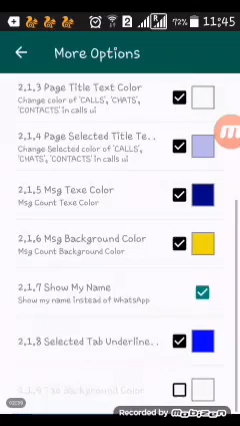 72% 11:45
More Options
2,1,3 Page Title Text Color
Change color of 'CALLS', 'CHATS',
'CONTACTS' in calls ui
2,1,4 Page Selected Title Te..
Change Selected color of 'CALLS',
'CHATS, 'CONTACTS' in calls ui
2,1,5 Msg Texe Color
Msg Count Texe Color
2,1,6 Msg Background Color
Msg Count Background Color
2,1,7 Show My Name
Show my name instead of WhatsApp
2,1,8 Selected Tab Underline..
2,1,9 Tab Background Color
Recorded by Mobizen